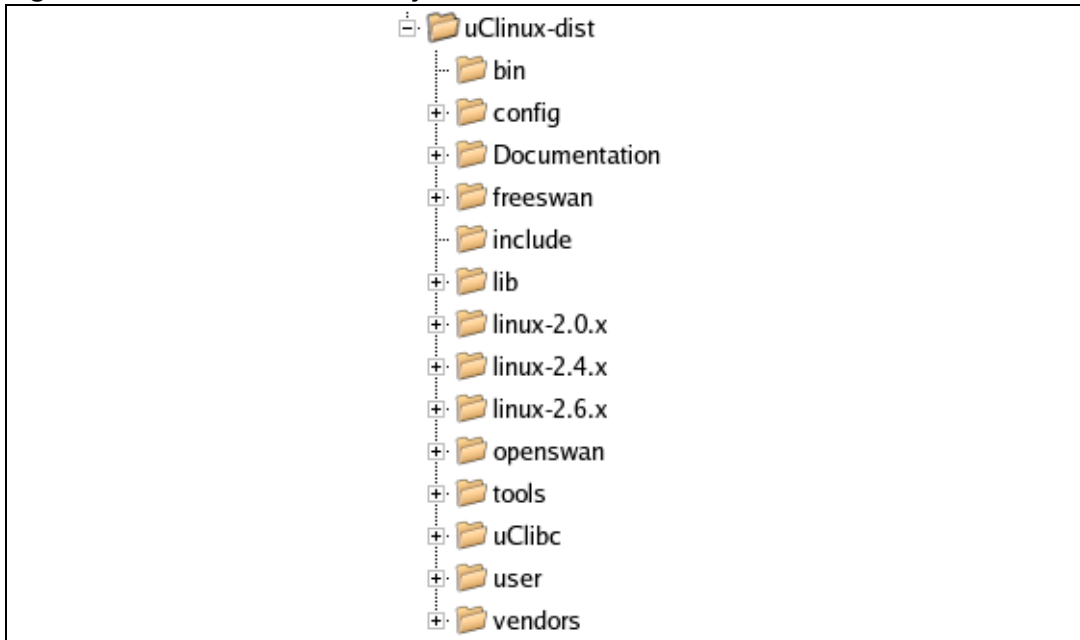 uClinux-dist
bin
config
Documentation
freeswan
include
lib
linux-2.0.x
linux-2.4.x
linux-2.6.x
openswan
tools
uClibc
user
vendors